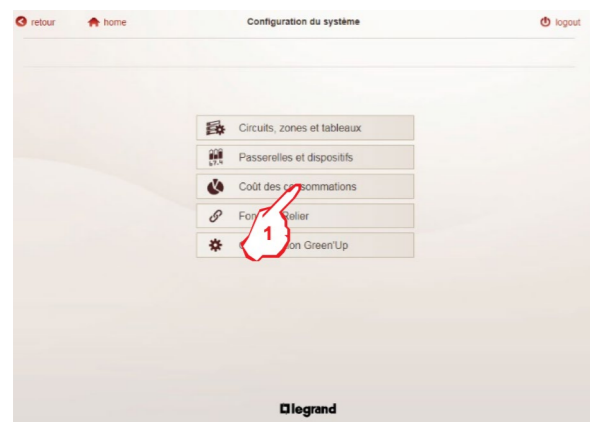 retour home Configuration du système logout
Circuits, zones et tableaux
Passerelles et dispositifs
Coût des consommations
Relier
on Green'Up
1
legrand